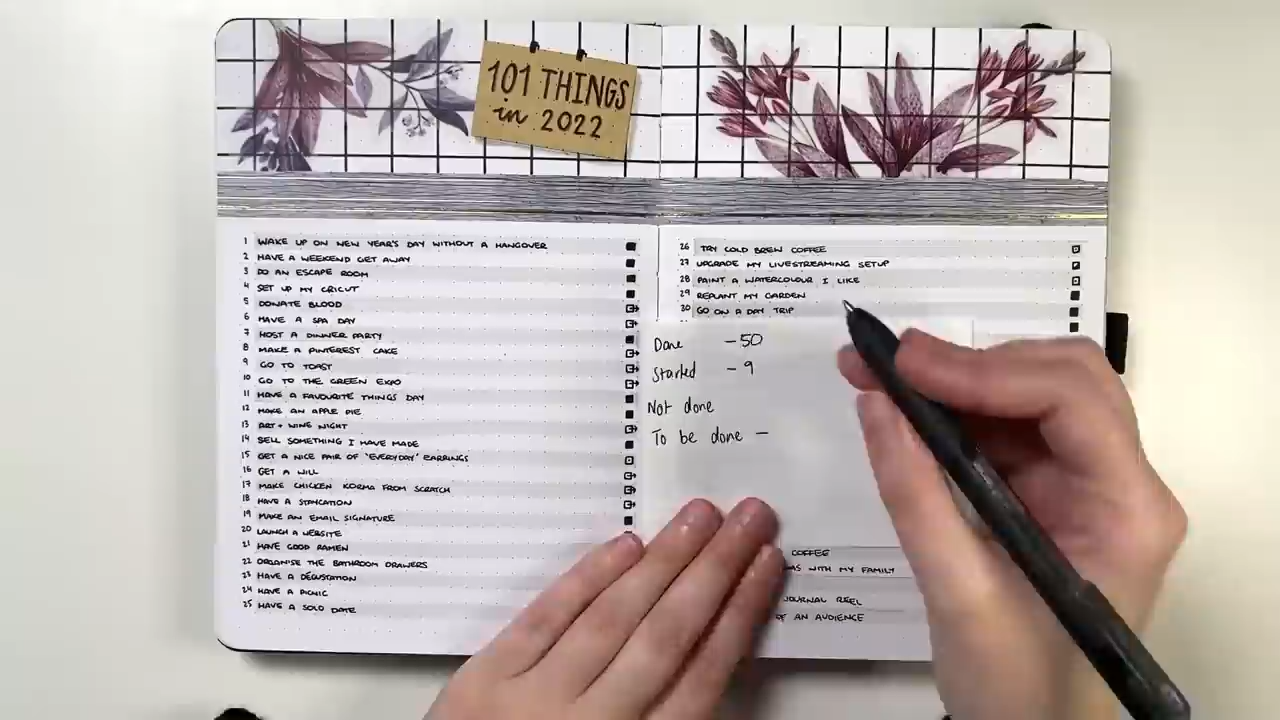 101 THINGS
in 2022
1 WAKE UP ON NEW YEAR'S DAY WITHOUT A HANGOVER
2 HAVE A WEEKEND GET AWAY
3 DO AN ESCAPE ROOM
4 SET UP MY CRICUT
5 DONATE BLOOD
6 HAVE A SPA DAY
7 HOST A DINNER PARTY
8 MAKE A PINTEREST CAKE
9 GO TO TOAST
10 GO TO THE GREEN EXPO
11 HAVE A FAVOURITE THINGS DAY
12 MAKE AN APPLE PIE
13 ART + WINE NIGHT
14 SELL SOMETHING I HAVE MADE
15 GET A NICE PAIR OF "EVERYDAY" EARRINGS
16 GET A WILL
17 MAKE CHICKEN KORMA FROM SCRATCH
18 HAVE A STAYCATION
19 MAKE AN EMAIL SIGNATURE
20 LAUNCH A WEBSITE
21 HAVE GOOD RAMEN
22 ORGANISE THE BATHROOM DRAWERS
23 HAVE A DEGUSTATION
24 HAVE A PICNIC
25 HAVE A SOLO DATE
26 TRY COLD BREW COFFEE
27 UPGRADE MY LIVESTREAMING SETUP
28 PAINT A WATERCOLOUR I LIKE
29 REPLANT MY GARDEN
30 GO ON A DAY TRIP
Done - 50
Started - 9
Not done
To be done -
COFFEE
WITH MY FAMILY
JOURNAL REEL
OF AN AUDIENCE